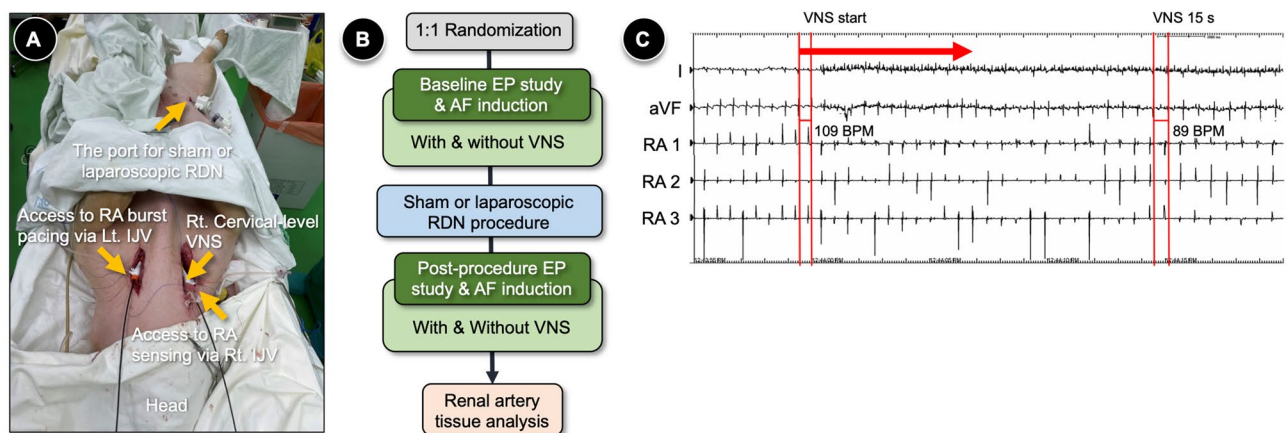 A
The port for sham or
laparoscopic RDN
Access to RA burst
pacing via Lt. IJV
Rt. Cervical-level
VNS
Access to RA
sensing via Rt. IJV
Head
B
1:1 Randomization
Baseline EP study
& AF induction
With & without VNS
Sham or laparoscopic
RDN procedure
Post-procedure EP
study & AF induction
With & Without VNS
Renal artery
tissue analysis
C
VNS start
VNS 15 s
I
aVF
109 BPM
89 BPM
RA 1
RA 2
RA 3